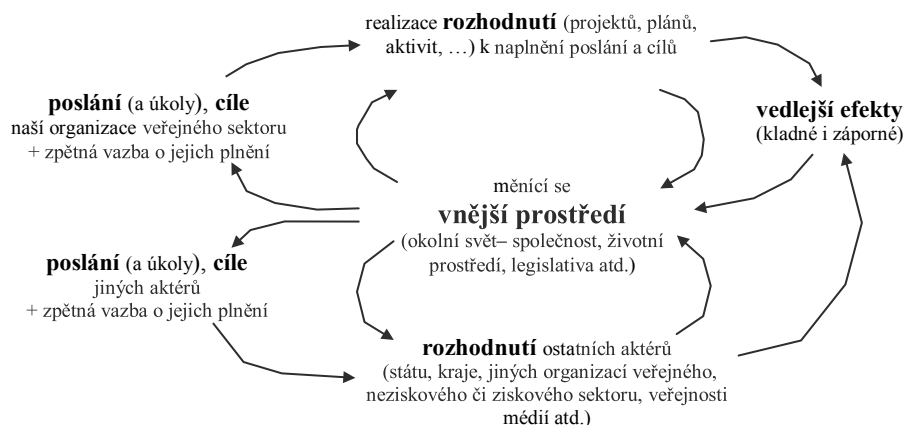 realizace rozhodnutí (projektů, plánů,
aktivit, …) k naplnění poslání a cílů
poslání (a úkoly), cíle
naší organizace veřejného sektoru
+ zpětná vazba o jejich plnění
vedlejší efekty
(kladné i záporné)
měnící se
vnější prostředí
(okolní svět– společnost, životní
prostředí, legislativa atd.)
poslání (a úkoly), cíle
jiných aktérů
+ zpětná vazba o jejich plnění
rozhodnutí ostatních aktérů
(státu, kraje, jiných organizací veřejného,
neziskového či ziskového sektoru, veřejnosti
médií atd.)